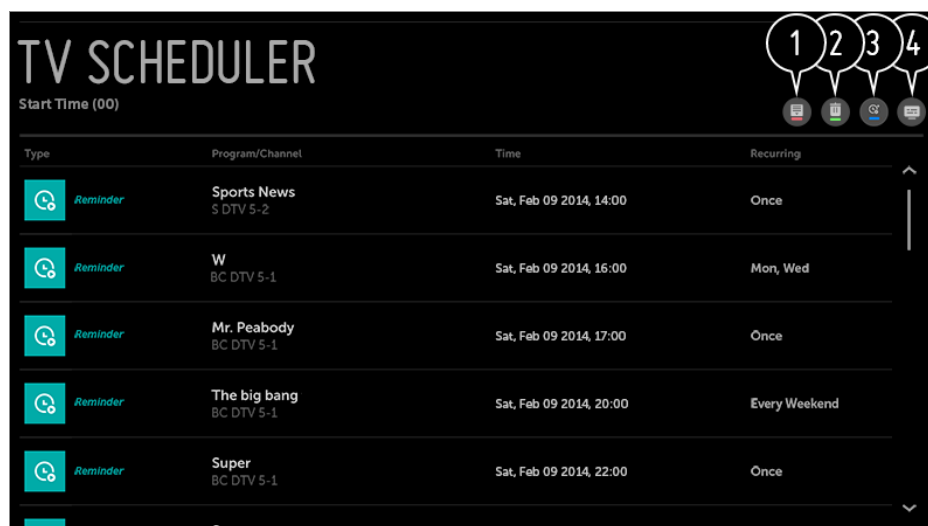 1 2 3 4
TV SCHEDULER
Start Time (00)
Type Program/Channel Time Recurring
Reminder Sports News Sat, Feb 09 2014, 14:00 Once
S DTV 5-2
Reminder W Sat, Feb 09 2014, 16:00 Mon, Wed
BC DTV 5-1
Reminder Mr. Peabody Sat, Feb 09 2014, 17:00 Once
BC DTV 5-1
Reminder The big bang Sat, Feb 09 2014, 20:00 Every Weekend
BC DTV 5-1
Reminder Super Sat, Feb 09 2014, 22:00 Once
BC DTV 5-1